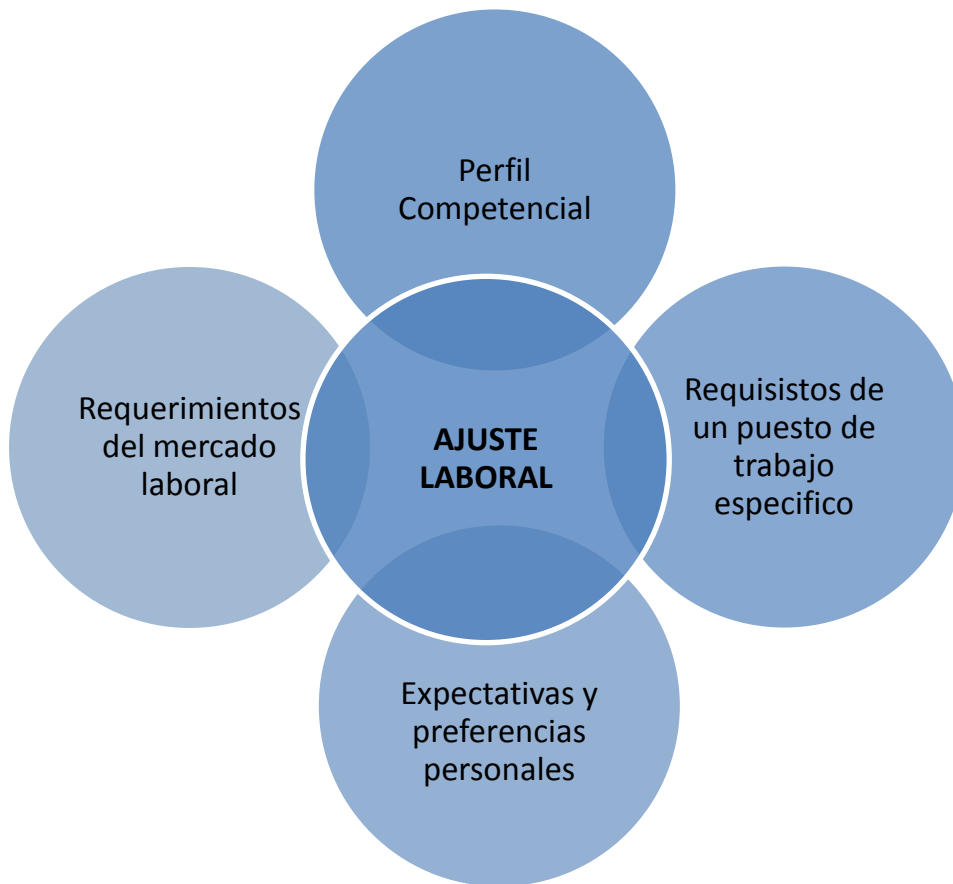 Perfil
Competencial
Requerimientos
del mercado
laboral
AJUSTE
LABORAL
Requisistos de
un puesto de
trabajo
especifico
Expectativas y
preferencias
personales